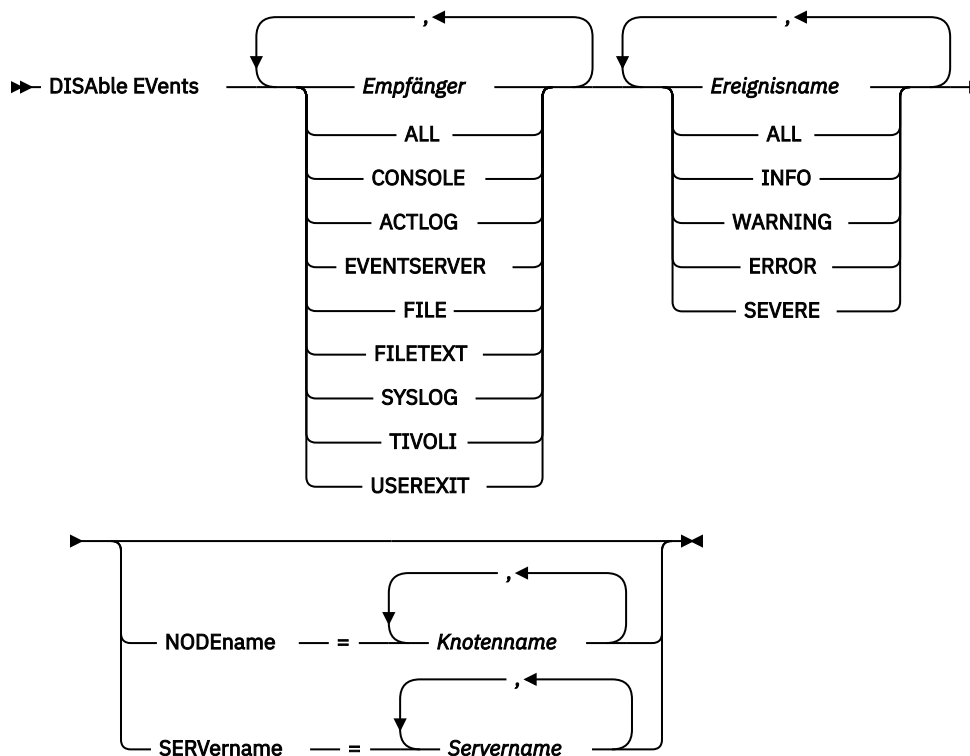 , ,
DISAble EVents Empfänger Ereignisname
ALL ALL
CONSOLE INFO
ACTLOG WARNING
EVENTSERVER ERROR
FILE SEVERE
FILETEXT
SYSLOG
TIVOLI
USEREXIT
,
NODEname = Knotenname
,
SERVername = Servername